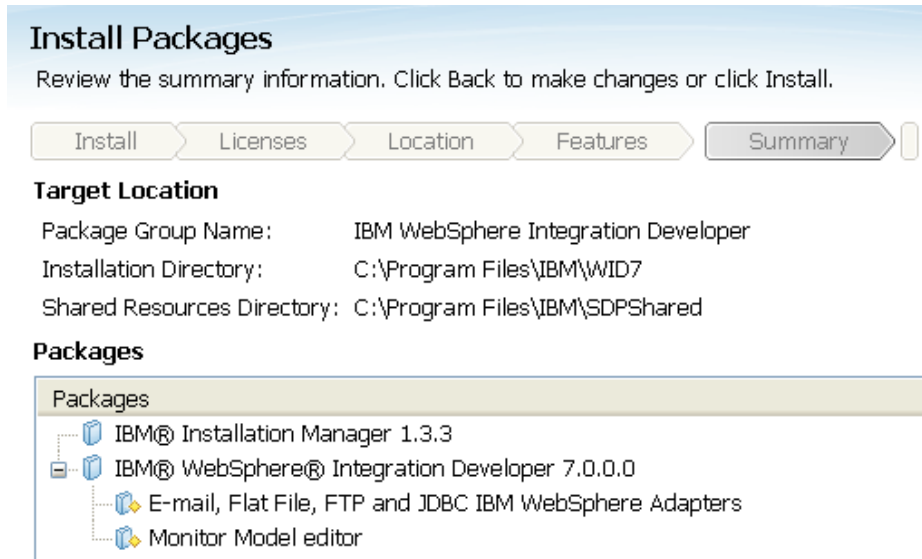 Install Packages
Review the summary information. Click Back to make changes or click Install.
Install Licenses Location Features Summary
Target Location
Package Group Name: IBM WebSphere Integration Developer
Installation Directory: C:\Program Files\IBM\WID7
Shared Resources Directory: C:\Program Files\IBM\SDPShared
Packages
Packages
IBM® Installation Manager 1.3.3
IBM® WebSphere® Integration Developer 7.0.0.0
E-mail, Flat File, FTP and JDBC IBM WebSphere Adapters
Monitor Model editor